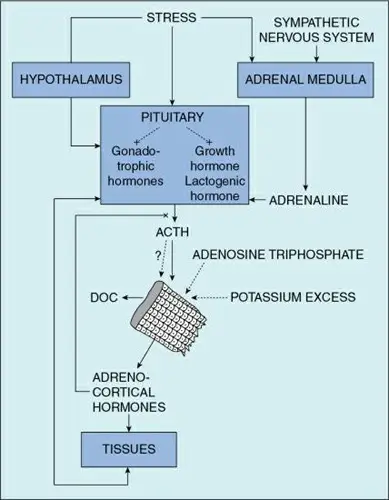 STRESS
SYMPATHETIC
NERVOUS SYSTEM
HYPOTHALAMUS
ADRENAL MEDULLA
PITUITARY
+ +
Gonado-
trophic
hormones
Growth
hormone
Lactogenic
hormone
ADRENALINE
ACTH
?
ADENOSINE TRIPHOSPHATE
DOC
POTASSIUM EXCESS
ADRENO-
CORTICAL
HORMONES
TISSUES